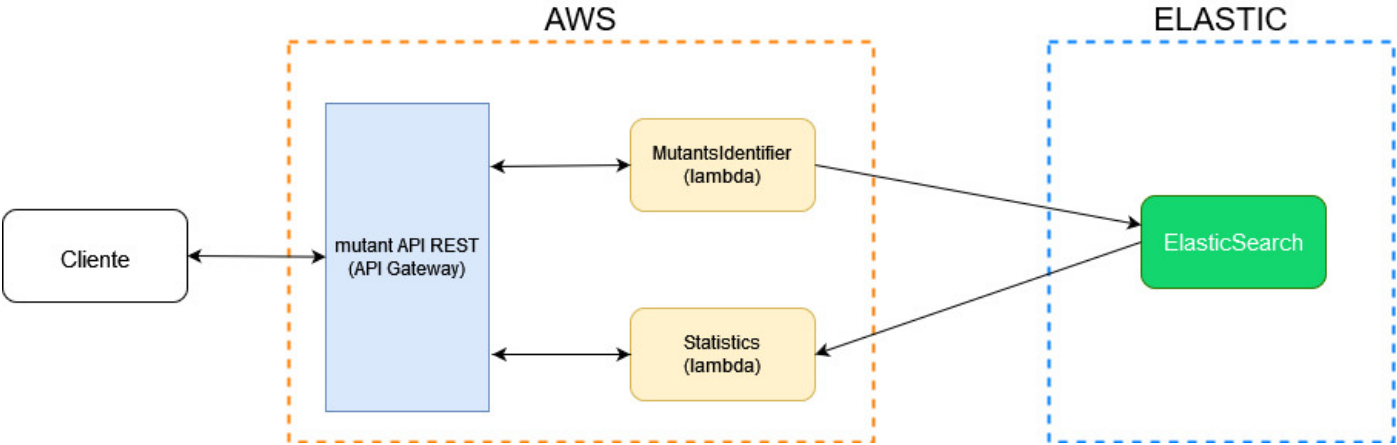 AWS
ELASTIC
MutantsIdentifier
(lambda)
mutant API REST
(API Gateway)
Cliente
ElasticSearch
Statistics
(lambda)